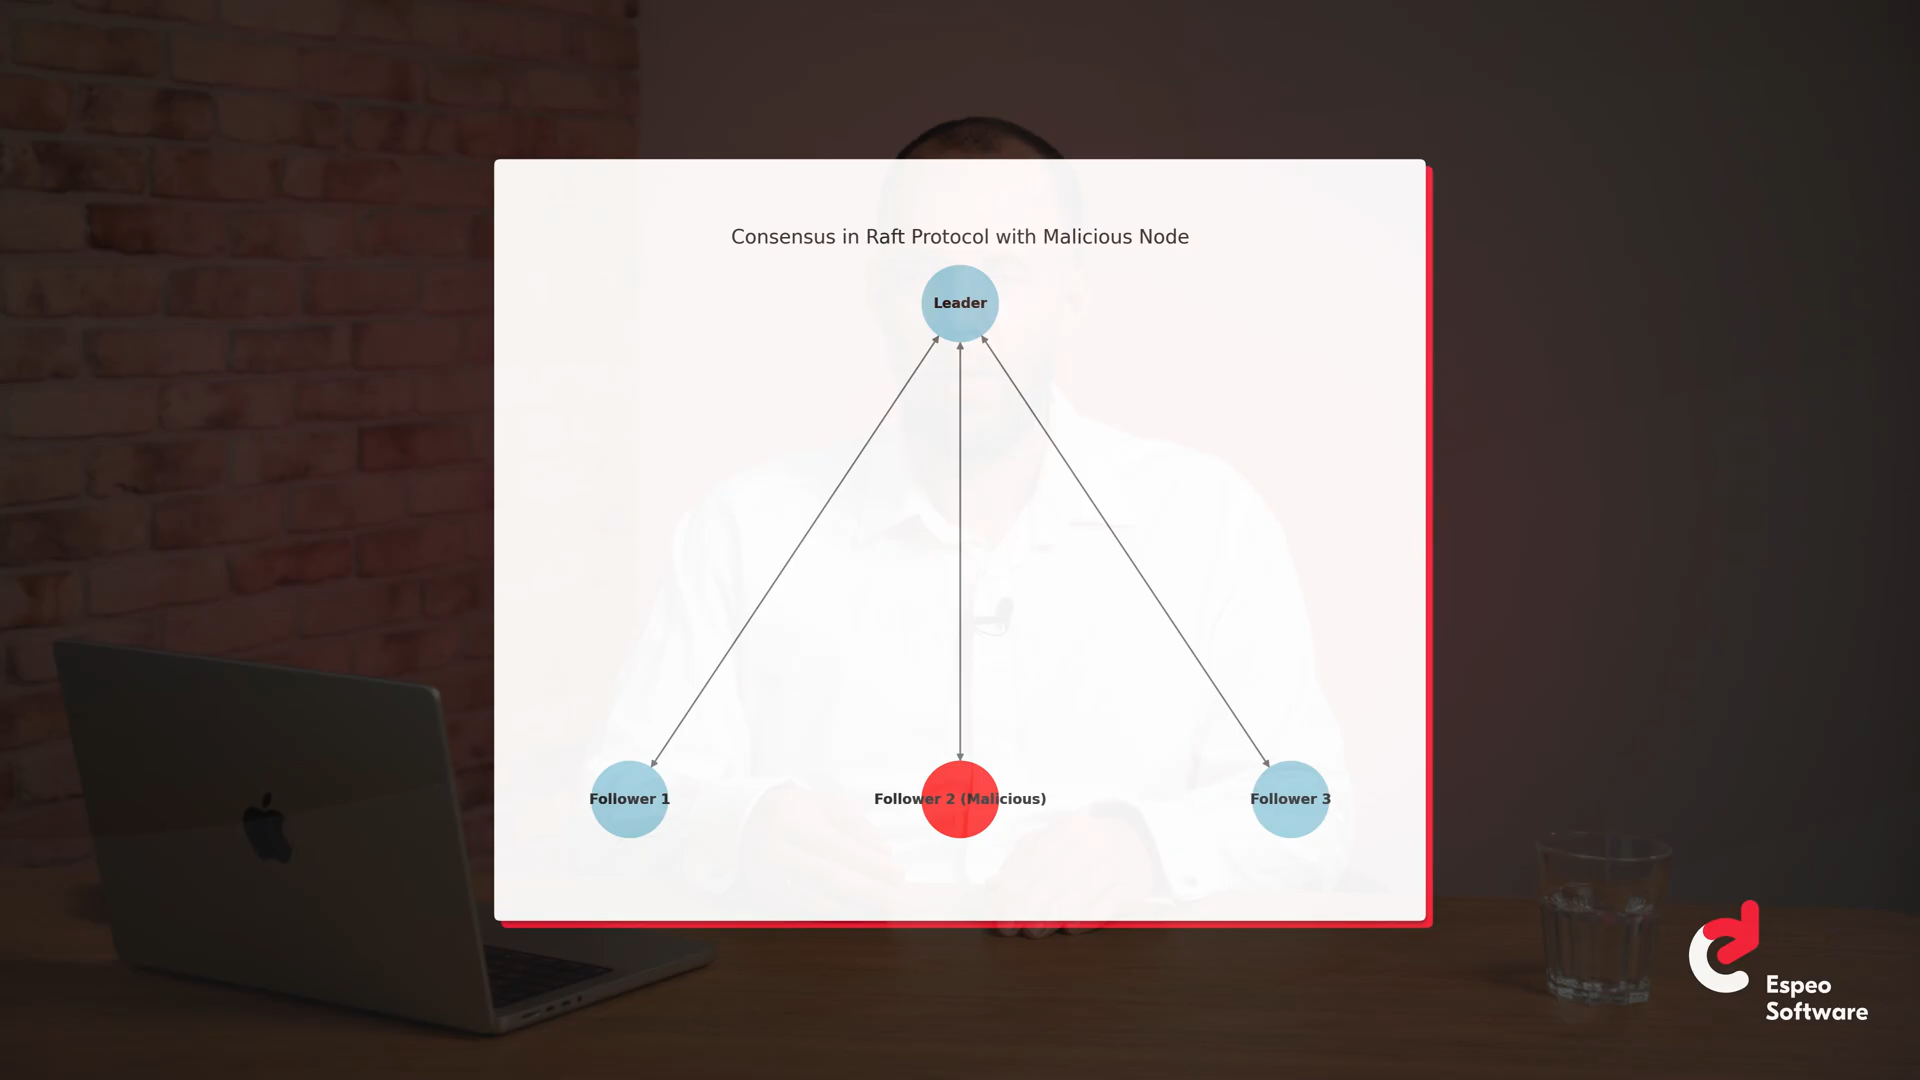 Consensus in Raft Protocol with Malicious Node
Leader
Follower 1
Follower 2 (Malicious)
Follower 3
Espeo
Software